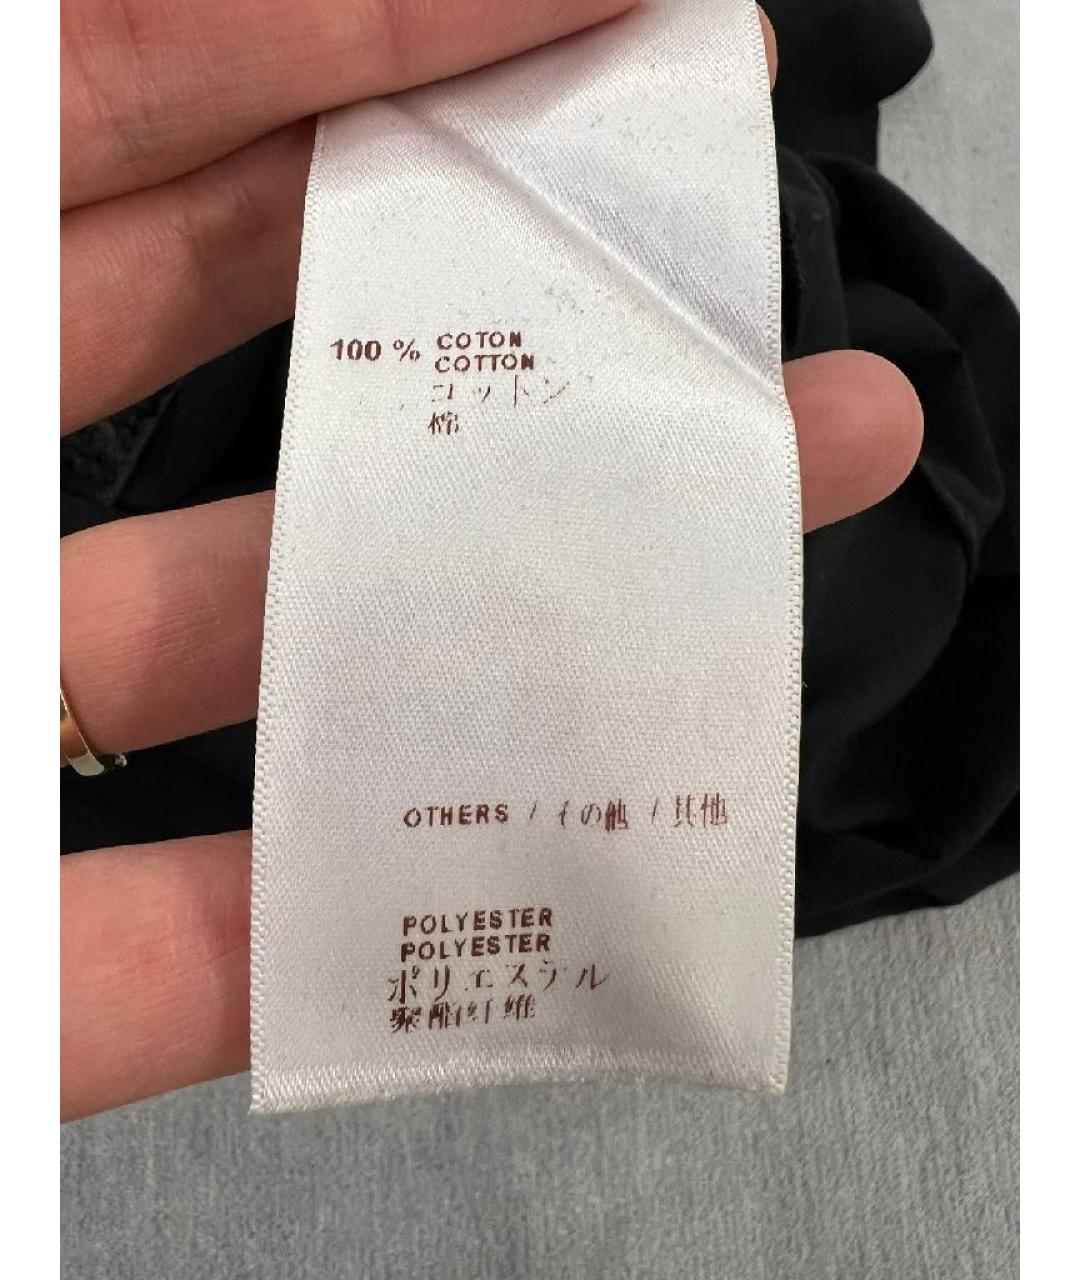 100 % COTON
COTTON
コットン
棉
OTHERS / その他 / 其他
POLYESTER
POLYESTER
ポリエステル
聚酯纤维